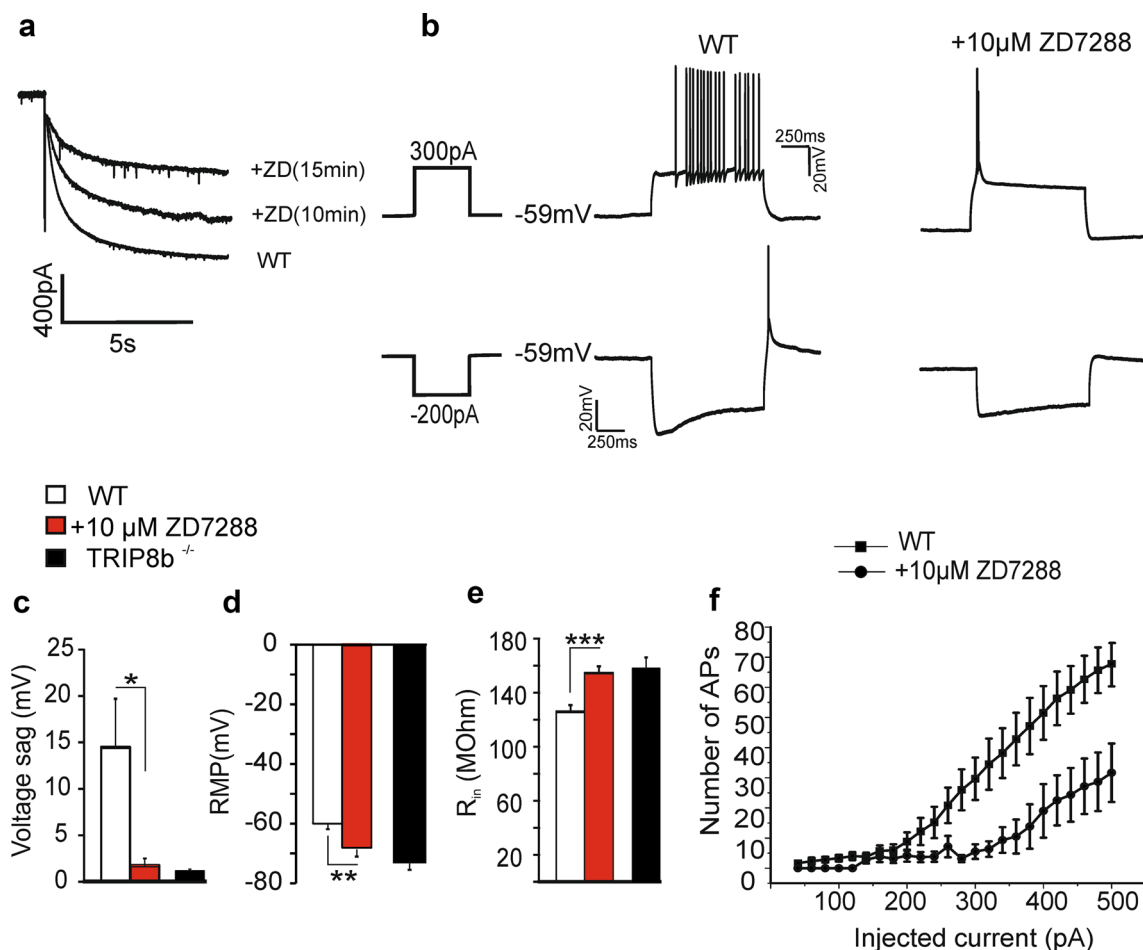 a
b
WT
+10µM ZD7288
+ZD(15min)
+ZD(10min)
WT
400pA
5s
300pA
-59mV
250ms
20mV
-200pA
-59mV
20mV
250ms
WT
+10 µM ZD7288
TRIP8b -/-
c
Voltage sag (mV)
25
20
15
10
5
0
*
d
RMP(mV)
0
-20
-40
-60
-80
**
e
Rin (MOhm)
180
140
100
60
20
***
WT
+10µM ZD7288
f
Number of APs
80
70
60
50
40
30
20
10
0
100
200
300
400
500
Injected current (pA)